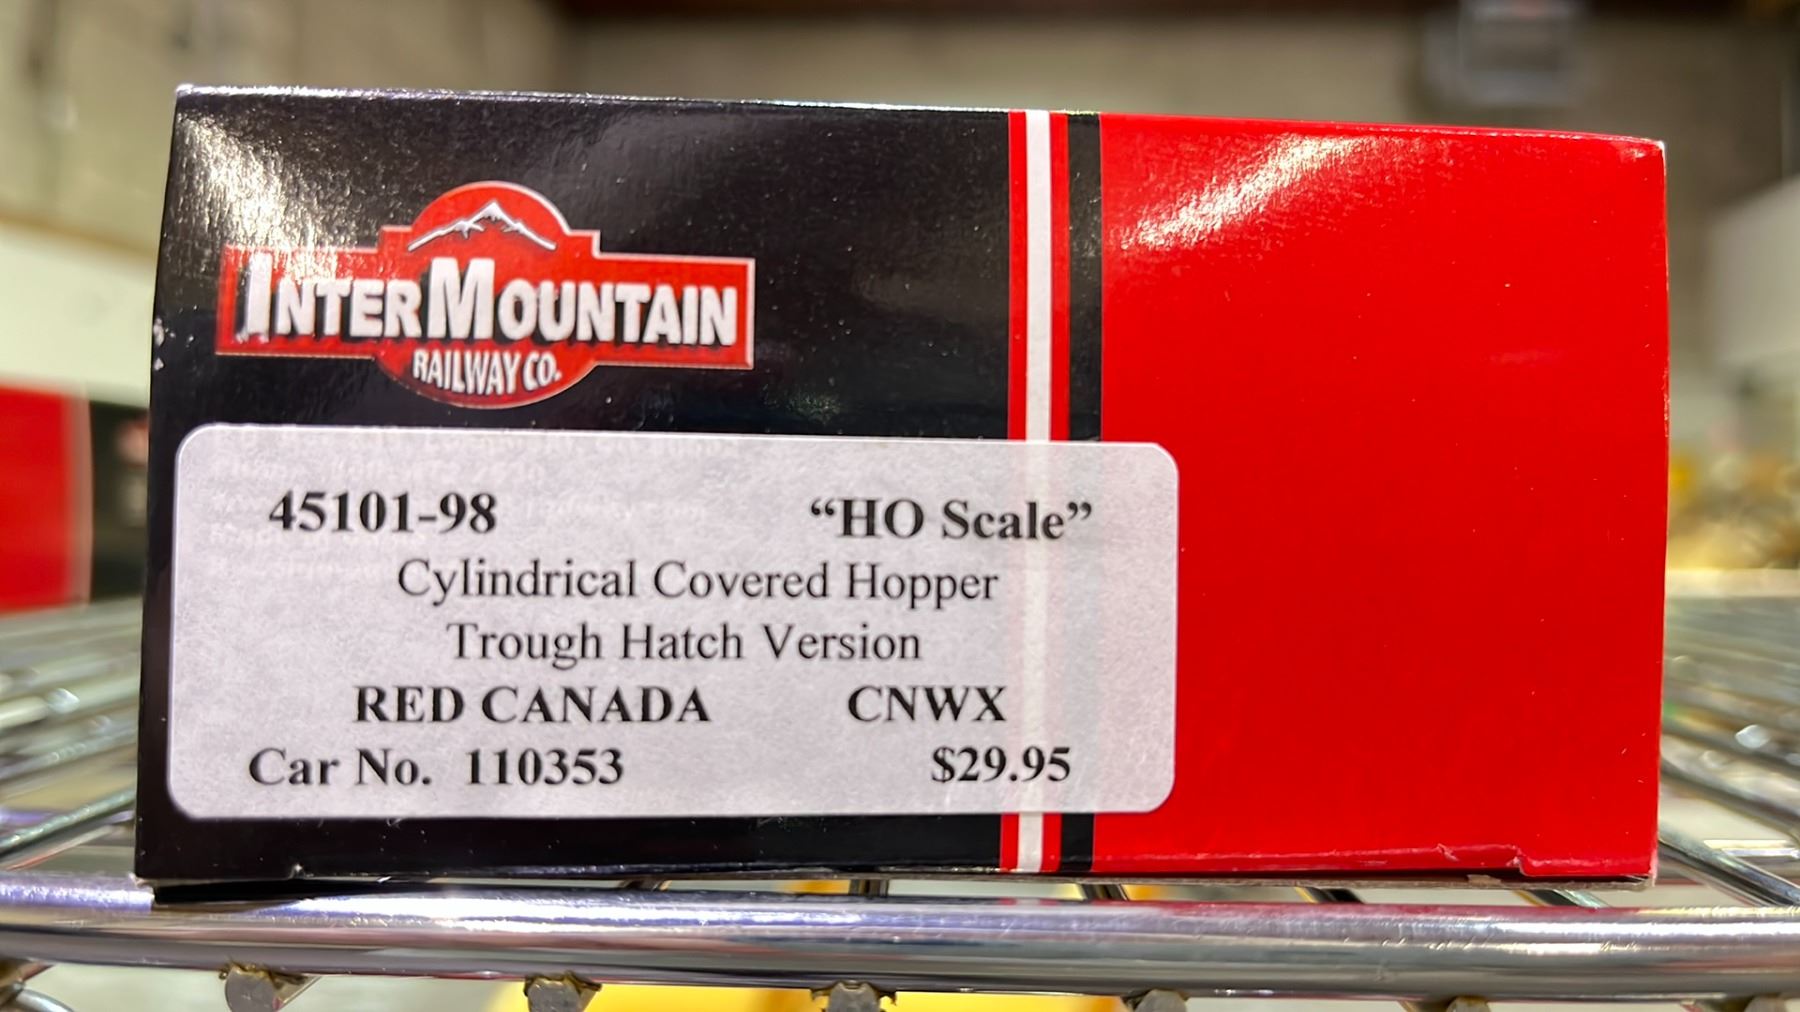 INTERMOUNTAIN
RAILWAY CO.
45101-98 “HO Scale”
Cylindrical Covered Hopper
Trough Hatch Version
RED CANADA CNWX
Car No. 110353 $29.95